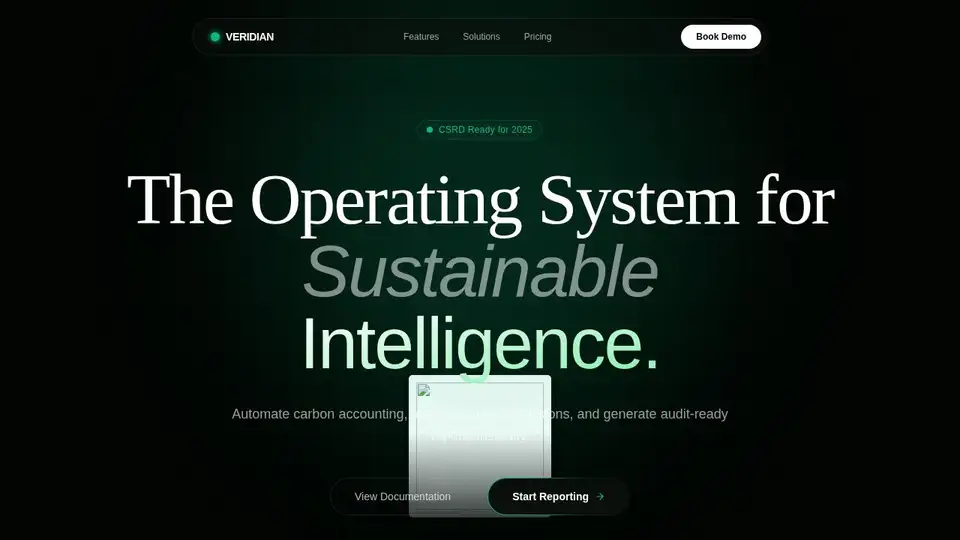 VERIDIAN
Features
Solutions
Pricing
Book Demo
CSRD Ready for 2025
The Operating System for
Sustainable
Intelligence.
Automate carbon accounting, and generate audit-ready
View Documentation
Start Reporting →